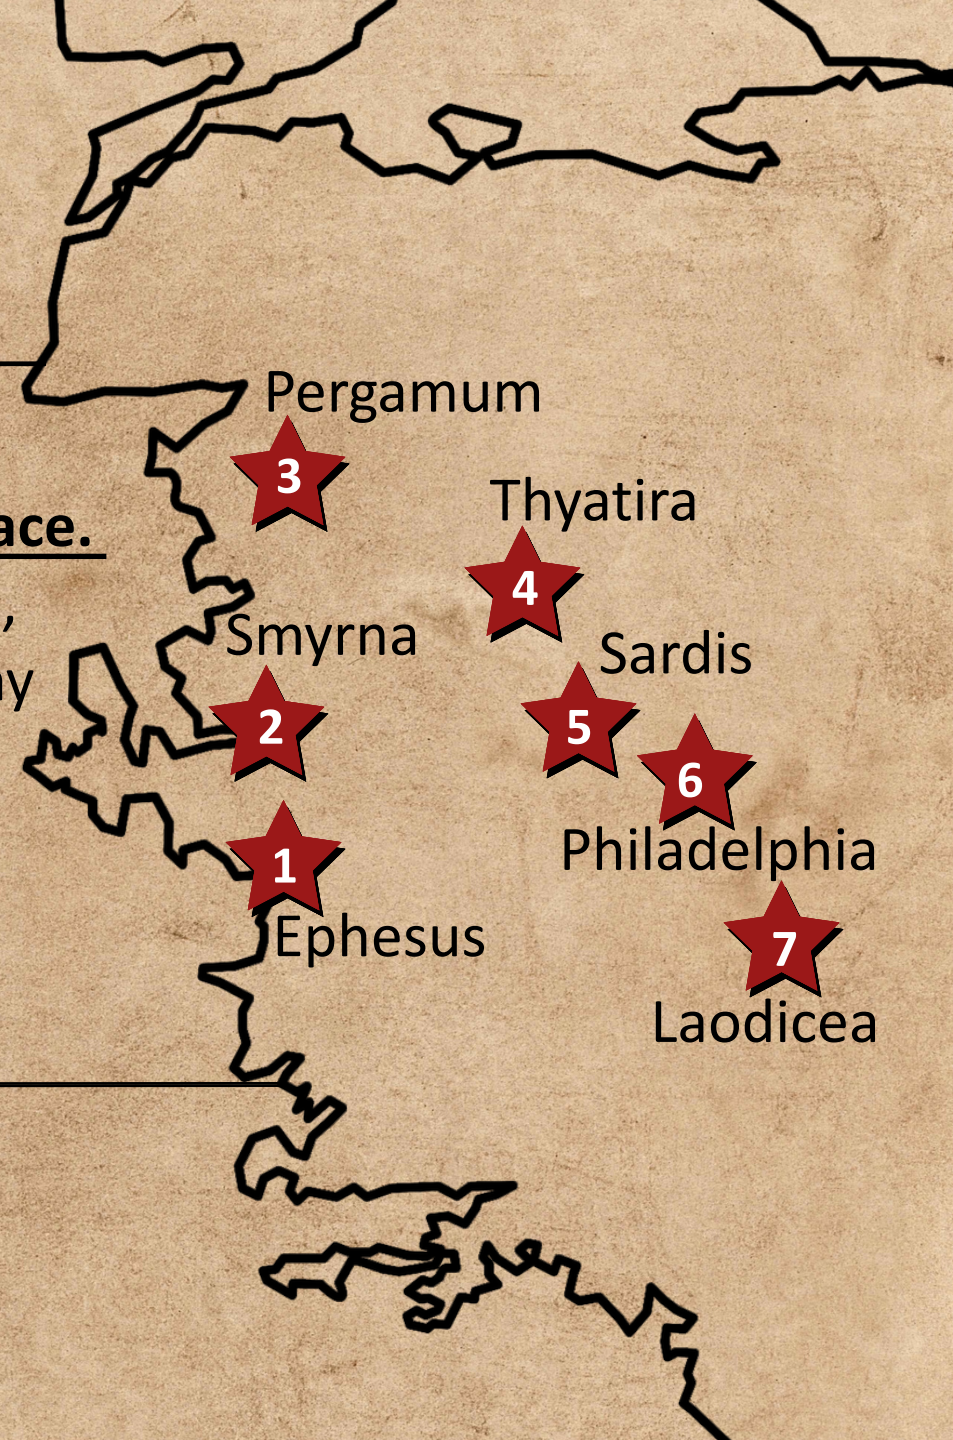 Pergamum
3
Thyatira
4
ace.
,
Smyrna
Sardis
y
2
5
6
Philadelphia
1
Ephesus
7
Laodicea